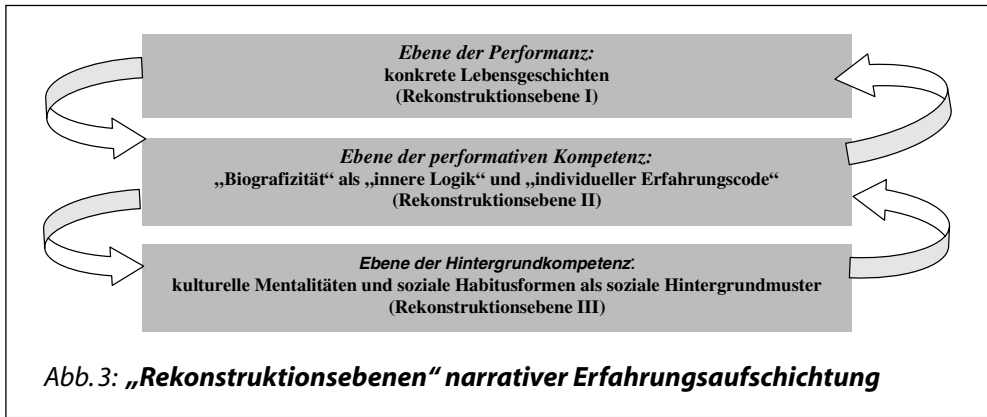 Ebene der Performanz:
konkrete Lebensgeschichten
(Rekonstruktionsebene I)
Ebene der performativen Kompetenz:
„Biografizität“ als „innere Logik“ und „individueller Erfahrungscode“
(Rekonstruktionsebene II)
Ebene der Hintergrundkompetenz:
kulturelle Mentalitäten und soziale Habitusformen als soziale Hintergrundmuster
(Rekonstruktionsebene III)
Abb. 3: „Rekonstruktionsebenen“ narrativer Erfahrungsaufschichtung